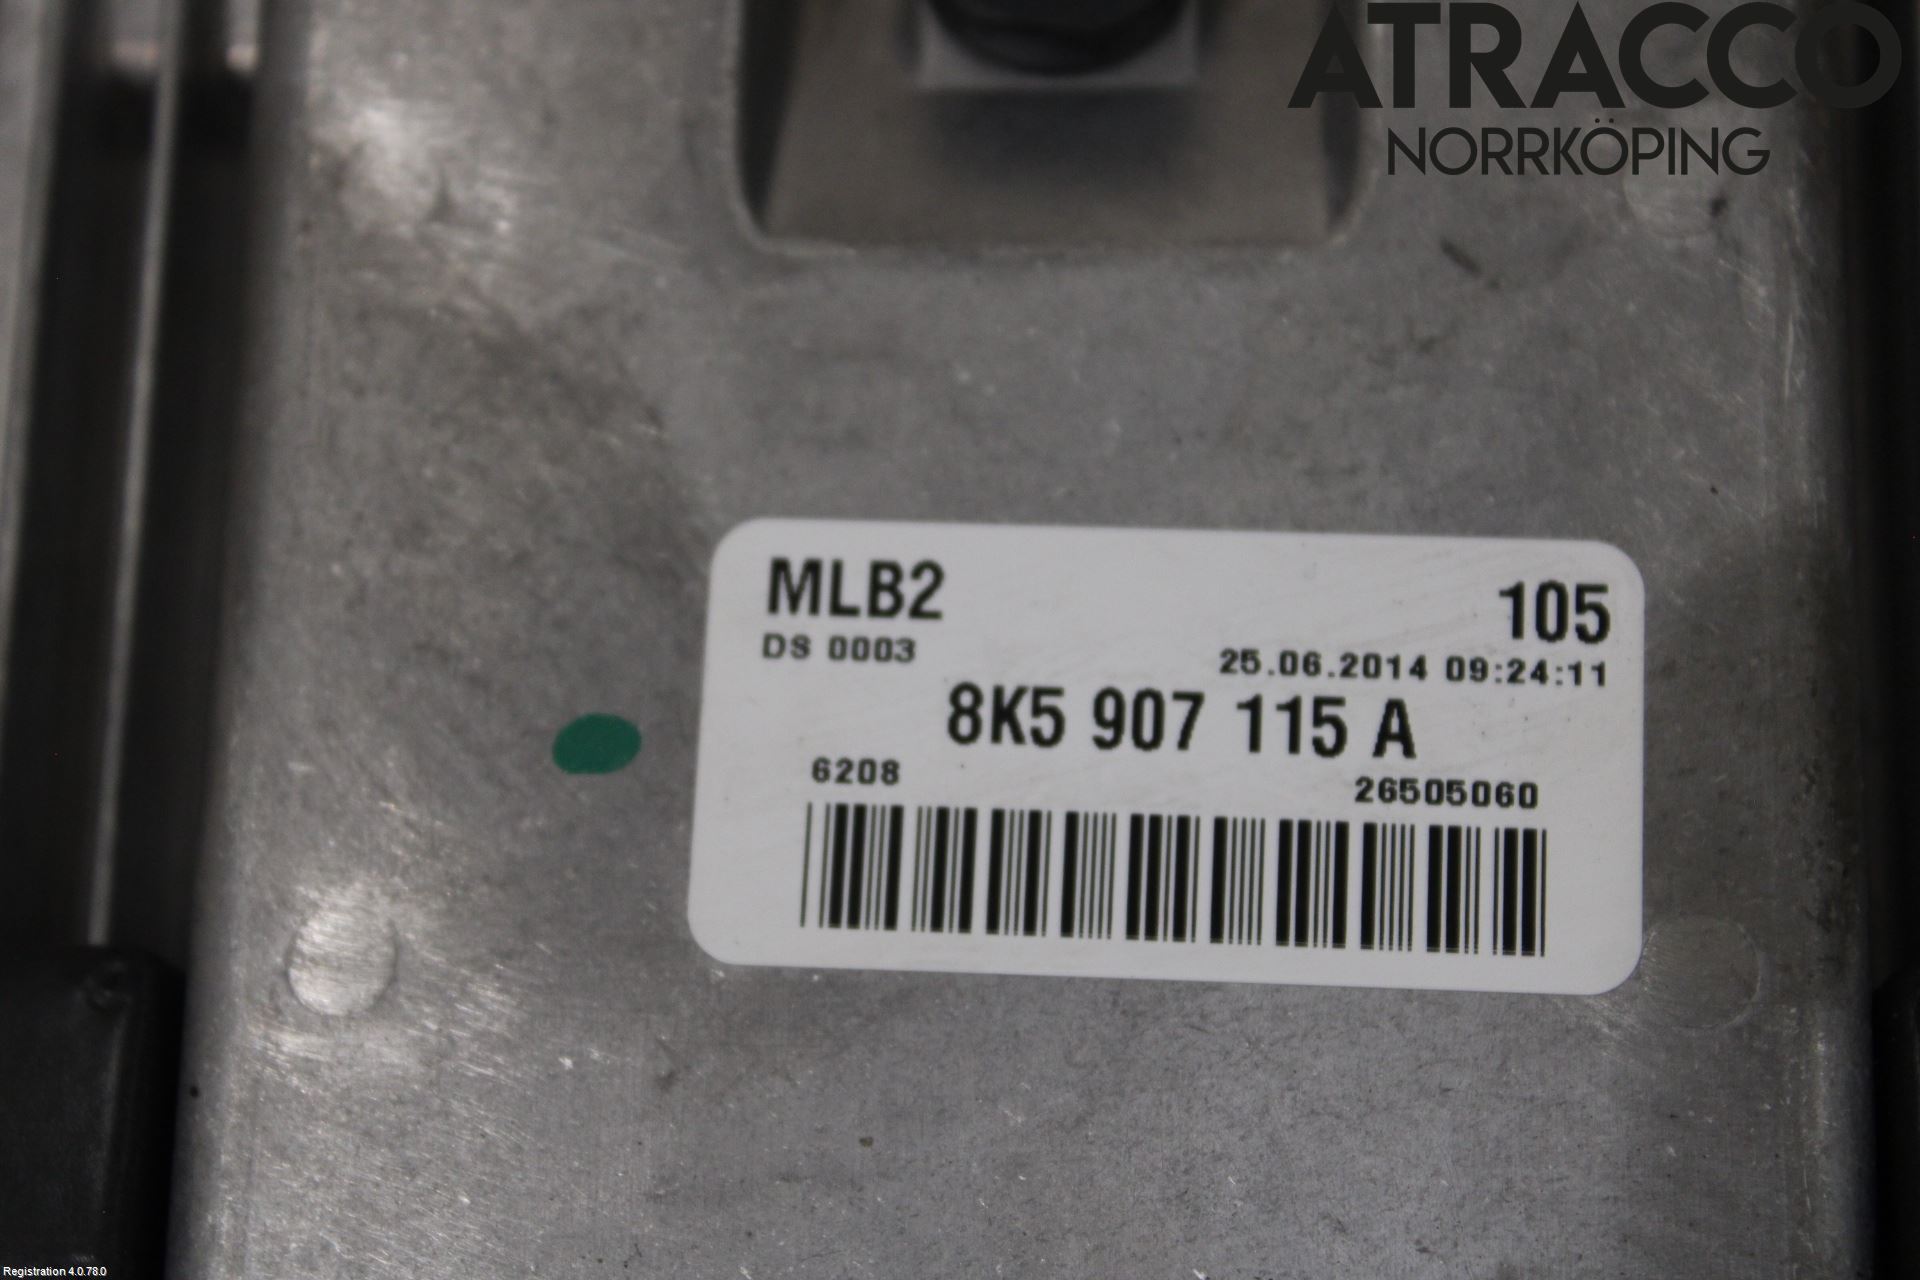 ATRACCO
NORRKÖPING
MLB2
105
DS 0003
25.06.2014 09:24:11
8K5 907 115 A
6208
26505060
Registration 4.0.78.0